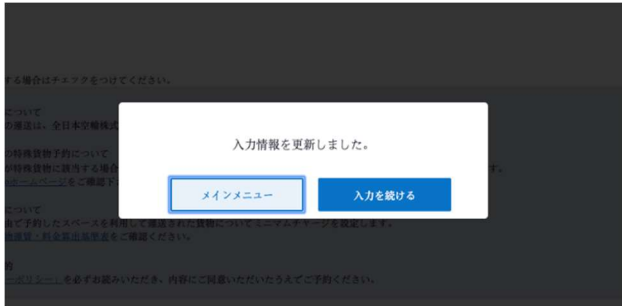 する場合はチェックをつけてください。
について
の運送は、全日本空輸株式
の特殊貨物予約について
が特殊貨物に該当する場合
ホームページをご確認下
について
由で予約したスペースを利用して運送された貨物についてミニマムチャージを設定します。
運賃・料金算出基準表をご確認ください。
約
ーポリシー」を必ずお読みいただき、内容にご同意いただいたうえでご予約ください。
入力情報を更新しました。
メインメニュー
入力を続ける